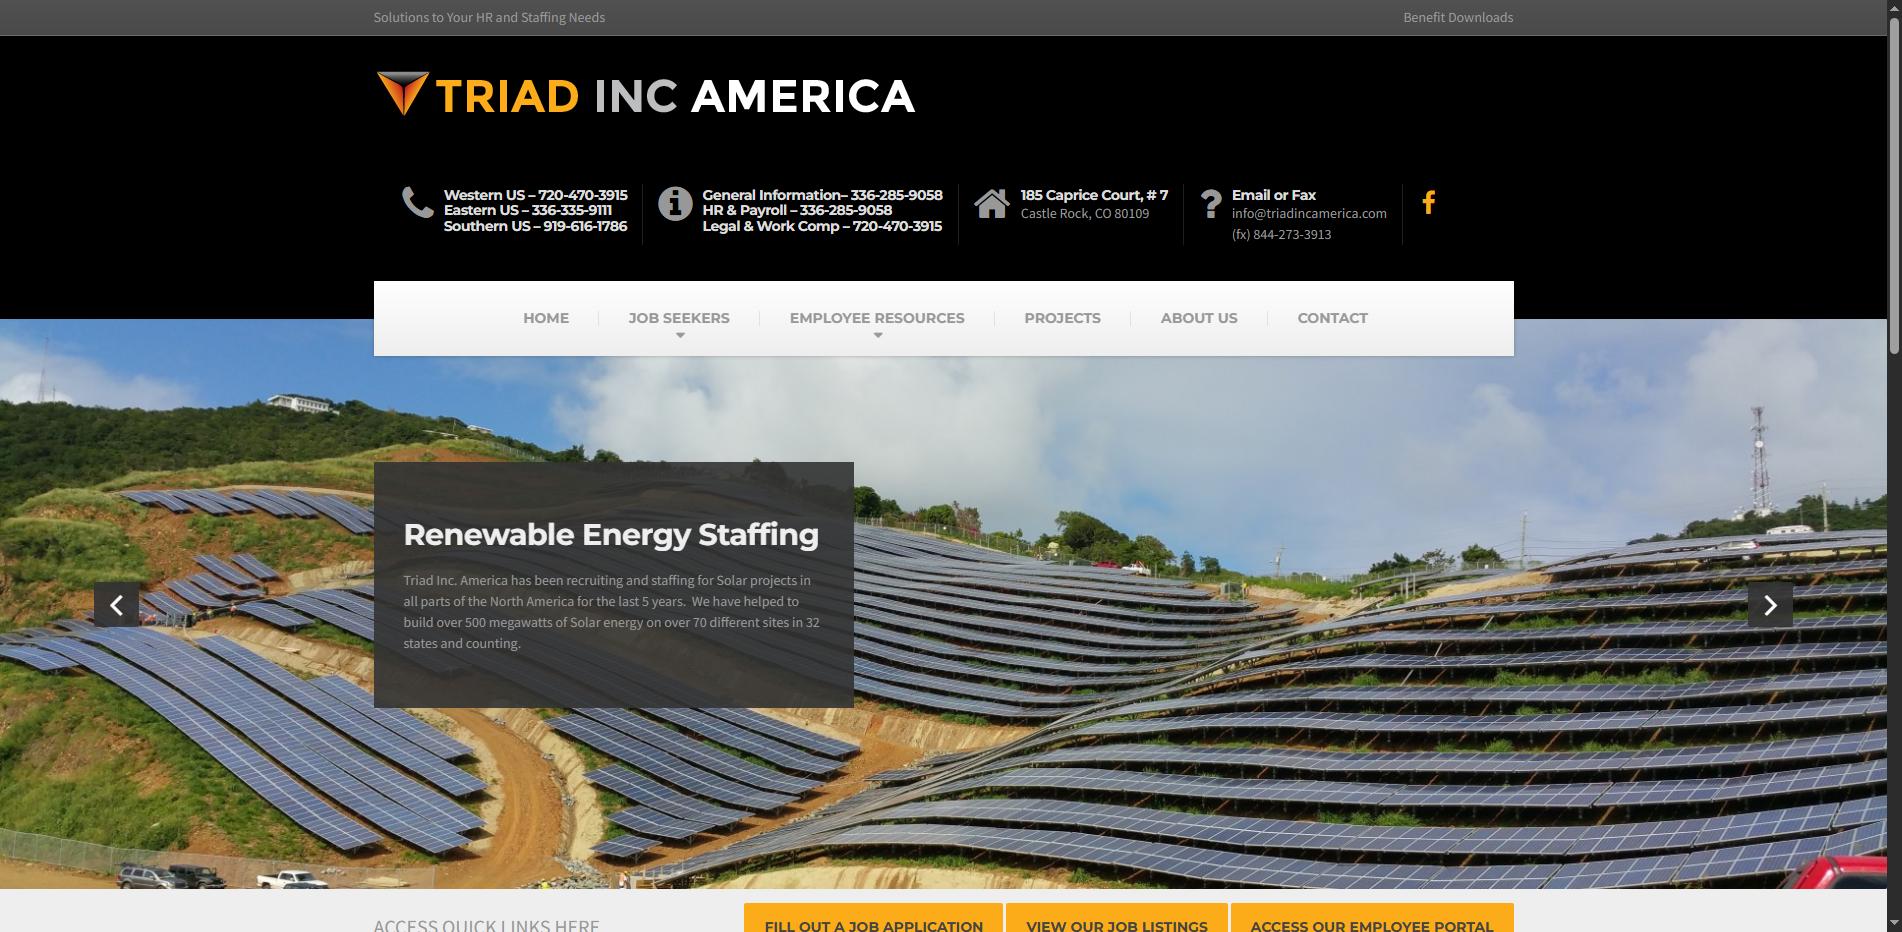 Solutions to Your HR and Staffing Needs
Benefit Downloads
TRIAD INC AMERICA
Western US – 720-470-3915
Eastern US – 336-335-9111
Southern US – 919-616-1786
General Information– 336-285-9058
HR & Payroll – 336-285-9058
Legal & Work Comp – 720-470-3915
185 Caprice Court, # 7
Castle Rock, CO 80109
Email or Fax
info@triadincamerica.com
(fx) 844-273-3913
HOME
JOB SEEKERS
EMPLOYEE RESOURCES
PROJECTS
ABOUT US
CONTACT
Renewable Energy Staffing
Triad Inc. America has been recruiting and staffing for Solar projects in
all parts of the North America for the last 5 years.  We have helped to
build over 500 megawatts of Solar energy on over 70 different sites in 32
states and counting.
ACCESS QUICK LINKS HERE
FILL OUT A JOB APPLICATION
VIEW OUR JOB LISTINGS
ACCESS OUR EMPLOYEE PORTAL